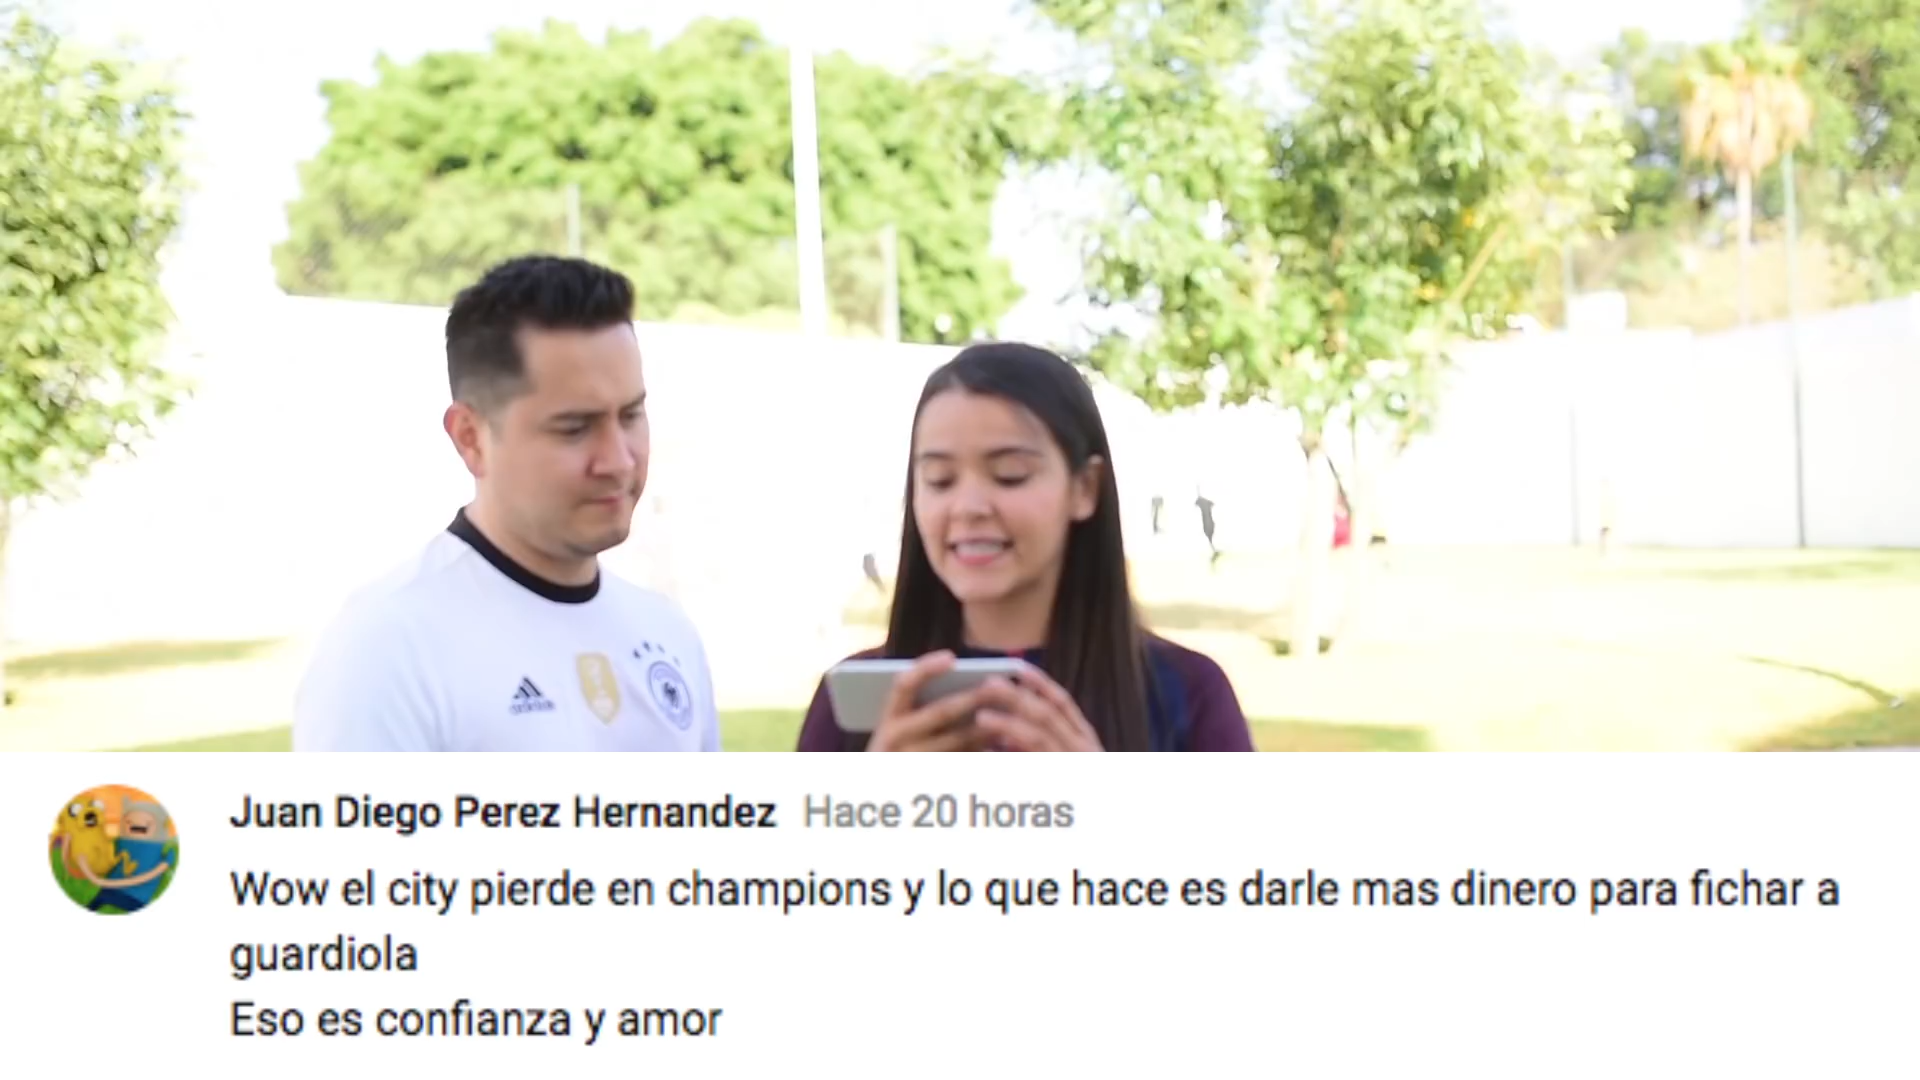 adidas
Juan Diego Perez Hernandez Hace 20 horas
Wow el city pierde en champions y lo que hace es darle mas dinero para fichar a
guardiola
Eso es confianza y amor